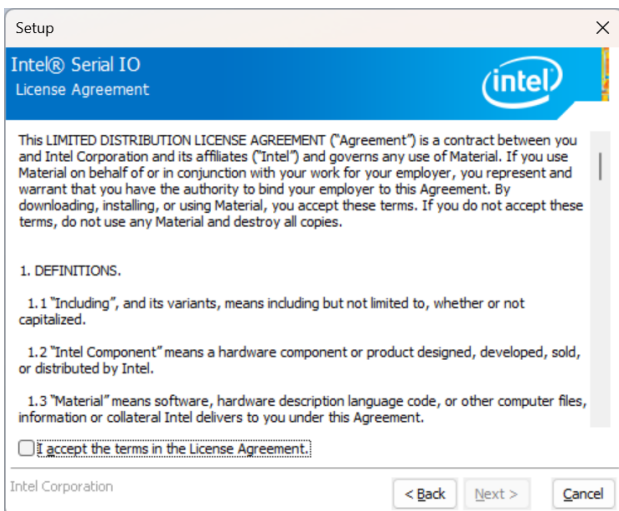 Setup
Intel® Serial IO
License Agreement
intel
This LIMITED DISTRIBUTION LICENSE AGREEMENT ("Agreement") is a contract between you
and Intel Corporation and its affiliates ("Intel") and governs any use of Material. If you use
Material on behalf of or in conjunction with your work for your employer, you represent and
warrant that you have the authority to bind your employer to this Agreement. By
downloading, installing, or using Material, you accept these terms. If you do not accept these
terms, do not use any Material and destroy all copies.
1. DEFINITIONS.
1.1 "Including", and its variants, means including but not limited to, whether or not
capitalized.
1.2 "Intel Component" means a hardware component or product designed, developed, sold,
or distributed by Intel.
1.3 "Material" means software, hardware description language code, or other computer files,
information or collateral Intel delivers to you under this Agreement.
I accept the terms in the License Agreement.
Intel Corporation
< Back
Next >
Cancel